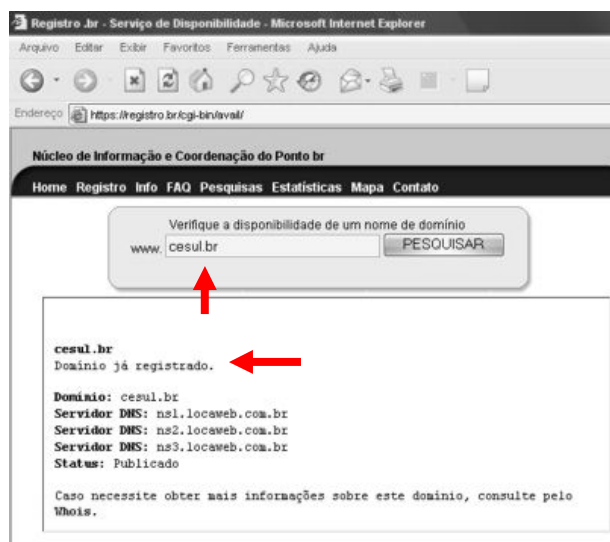 Registro .br - Serviço de Disponibilidade - Microsoft Internet Explorer
Arquivo Editar Exibir Favoritos Ferramentas Ajuda
Endereço https://registro.br/cgi-bin/avail/
Núcleo de Informação e Coordenação do Ponto br
Home Registro Info FAQ Pesquisas Estatísticas Mapa Contato
Verifique a disponibilidade de um nome de domínio
www. cesul.br PESQUISAR
cesul.br
Domínio já registrado.
Domínio: cesul.br
Servidor DNS: ns1.locaweb.com.br
Servidor DNS: ns2.locaweb.com.br
Servidor DNS: ns3.locaweb.com.br
Status: Publicado
Caso necessite obter mais informações sobre este domínio, consulte pelo
Whois.